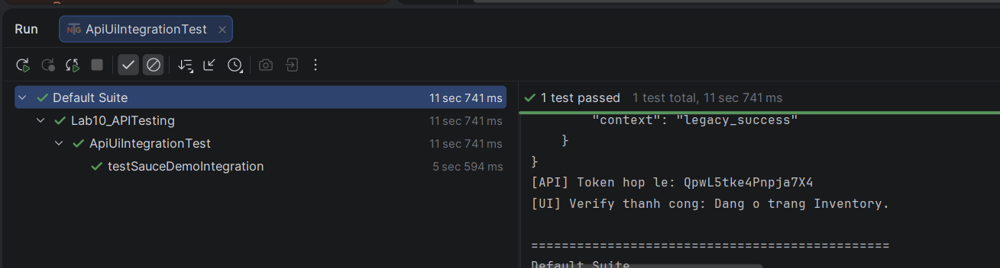 Run
ApiUiIntegrationTest
Default Suite 11 sec 741 ms
Lab10_APITesting 11 sec 741 ms
ApiUiIntegrationTest 11 sec 741 ms
testSauceDemoIntegration 5 sec 594 ms
1 test passed 1 test total, 11 sec 741 ms
"context": "legacy_success"
}
}
[API] Token hop le: QpwL5tke4Pnpja7X4
[UI] Verify thanh cong: Dang o trang Inventory.
===============================================
Default Suite